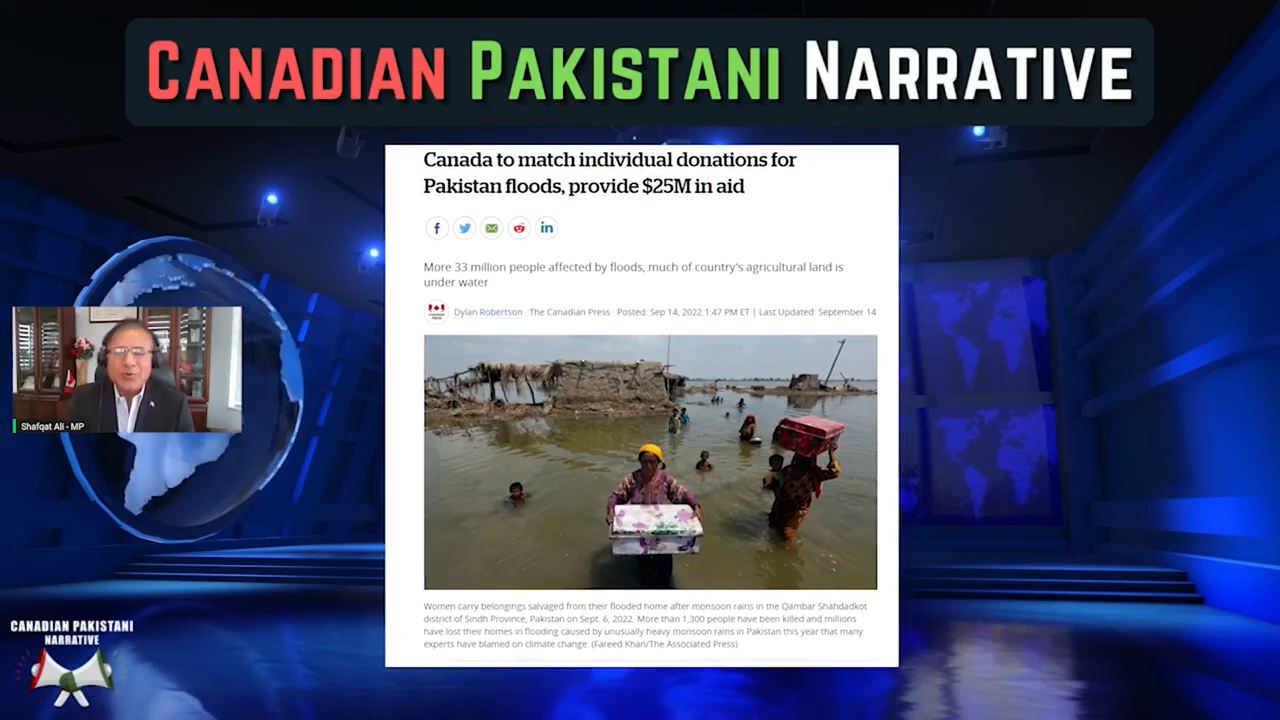 CANADIAN PAKISTANI NARRATIVE
Canada to match individual donations for
Pakistan floods, provide $25M in aid
More 33 million people affected by floods, much of country's agricultural land is
under water
Dylan Robertson · The Canadian Press · Posted: Sep 14, 2022 1:47 PM ET | Last Updated: September 14
Shafqat Ali - MP
Women carry belongings salvaged from their flooded home after monsoon rains in the Qambar Shahdadkot
district of Sindh Province, Pakistan on Sept. 6, 2022. More than 1,300 people have been killed and millions
have lost their homes in flooding caused by unusually heavy monsoon rains in Pakistan this year that many
experts have blamed on climate change. (Fareed Khan/The Associated Press)
CANADIAN PAKISTANI
NARRATIVE